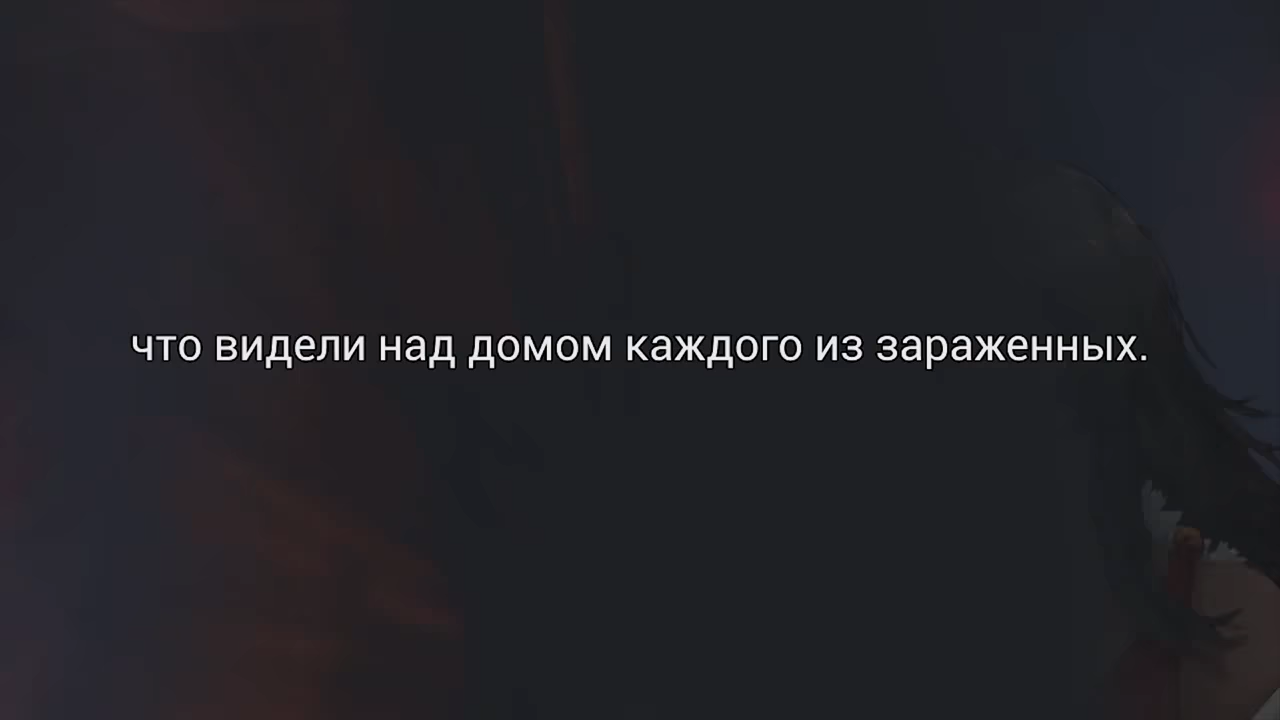 что видели над домом каждого из зараженных.